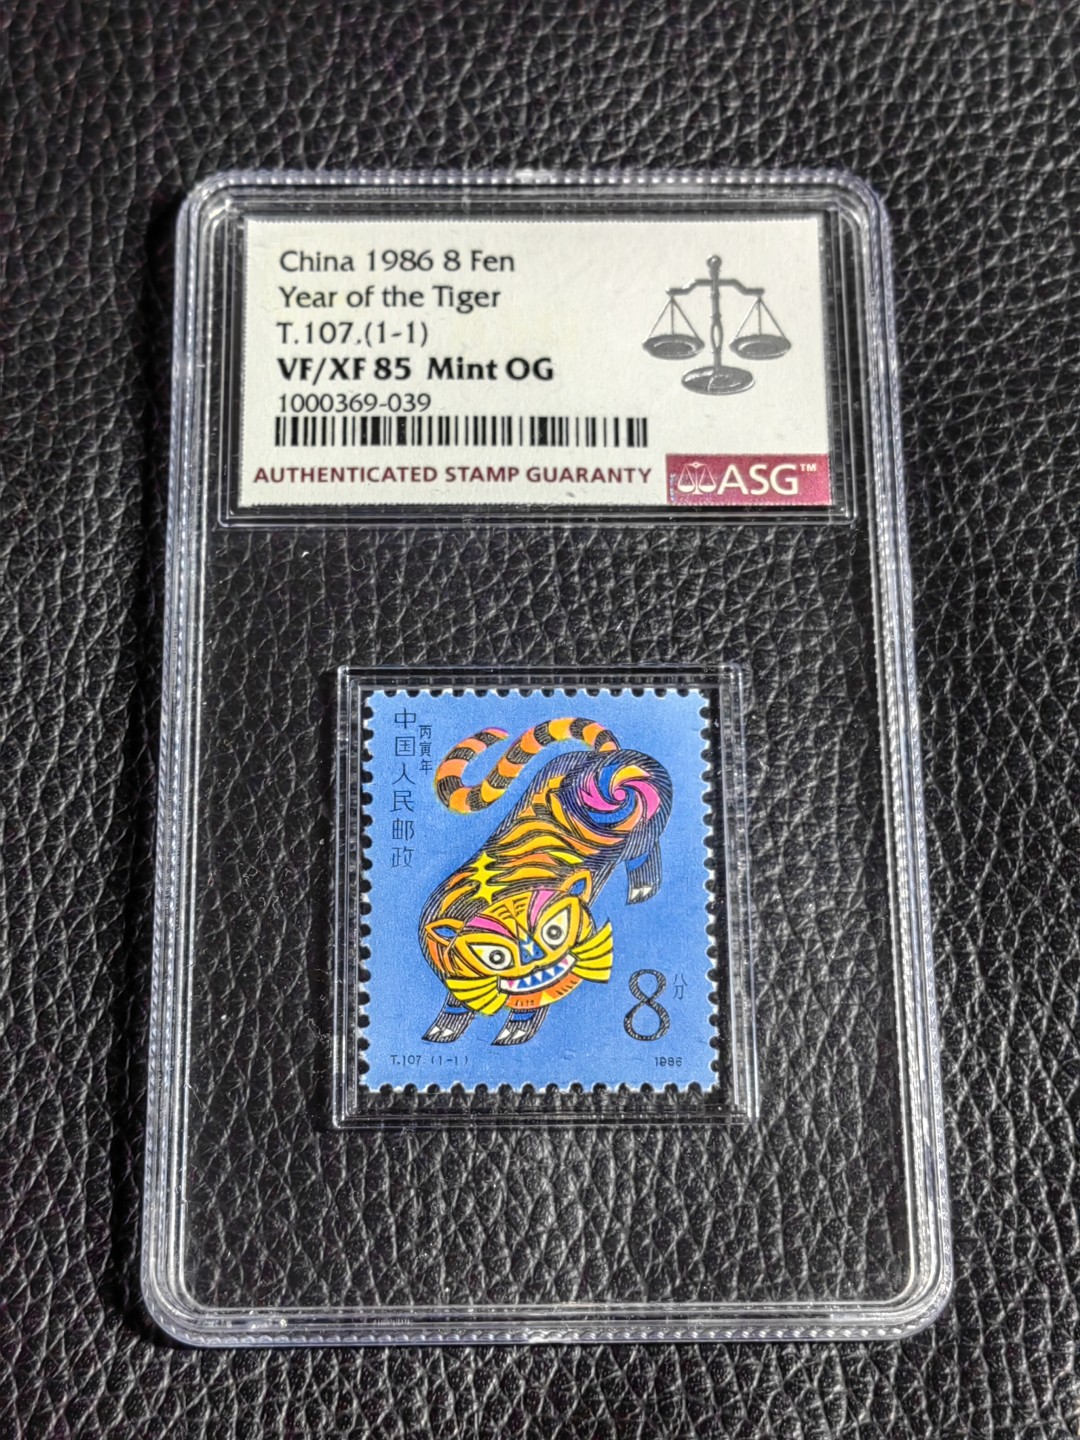 China 1986 8 Fen
Year of the Tiger
T.107.(1-1)
VF/XF 85 Mint OG
1000369-039
AUTHENTICATED STAMP GUARANTY
ASG™
中国人民邮政
丙寅年
8分
T.107.(1-1)
1986